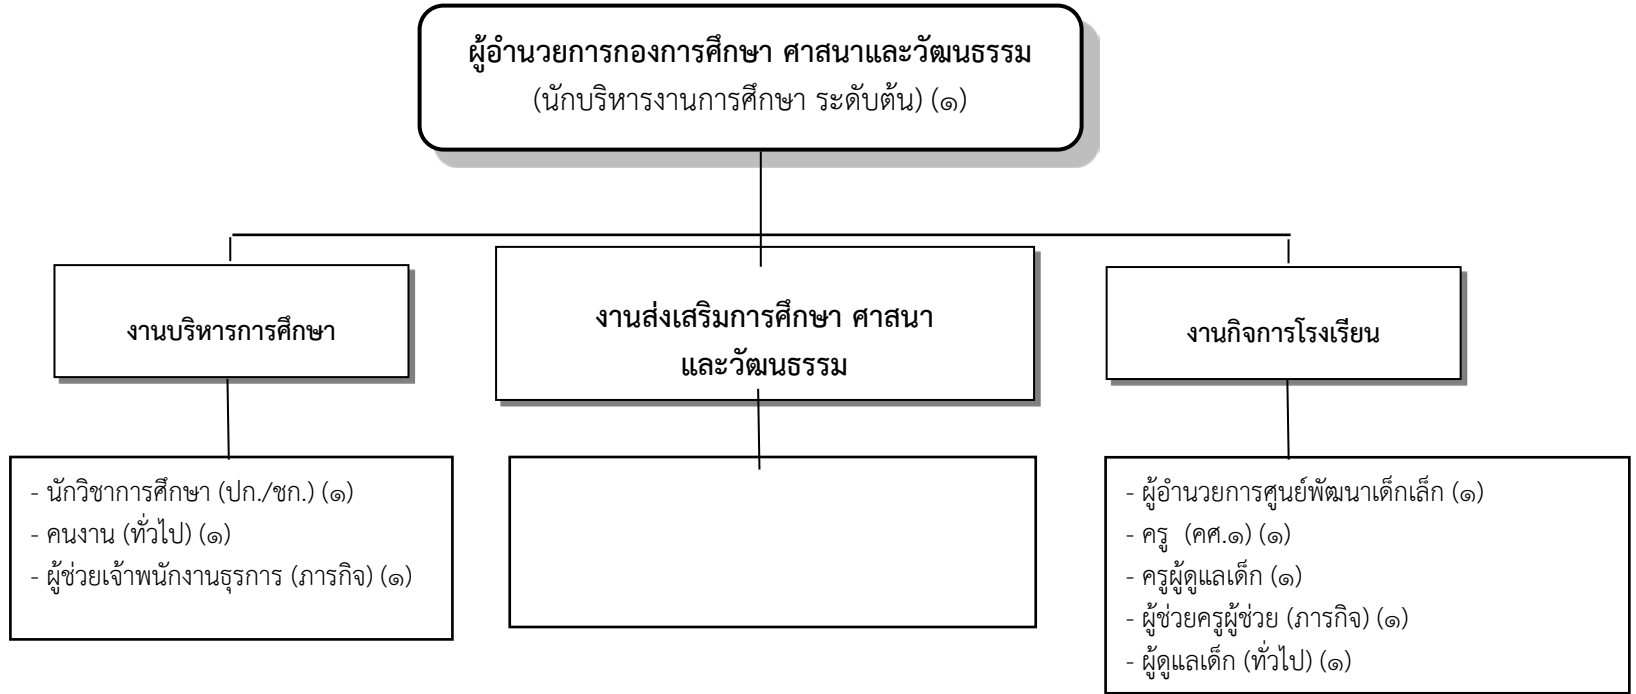 ผู้อำนวยการกองการศึกษา ศาสนาและวัฒนธรรม
(นักบริหารงานการศึกษา ระดับต้น) (๑)
งานบริหารการศึกษา
งานส่งเสริมการศึกษา ศาสนา
และวัฒนธรรม
งานกิจการโรงเรียน
- นักวิชาการศึกษา (ปก./ชก.) (๑)
- คนงาน (ทั่วไป) (๑)
- ผู้ช่วยเจ้าพนักงานธุรการ (ภารกิจ) (๑)
- ผู้อำนวยการศูนย์พัฒนาเด็กเล็ก (๑)
- ครู (คศ.๑) (๑)
- ครูผู้ดูแลเด็ก (๑)
- ผู้ช่วยครูผู้ช่วย (ภารกิจ) (๑)
- ผู้ดูแลเด็ก (ทั่วไป) (๑)